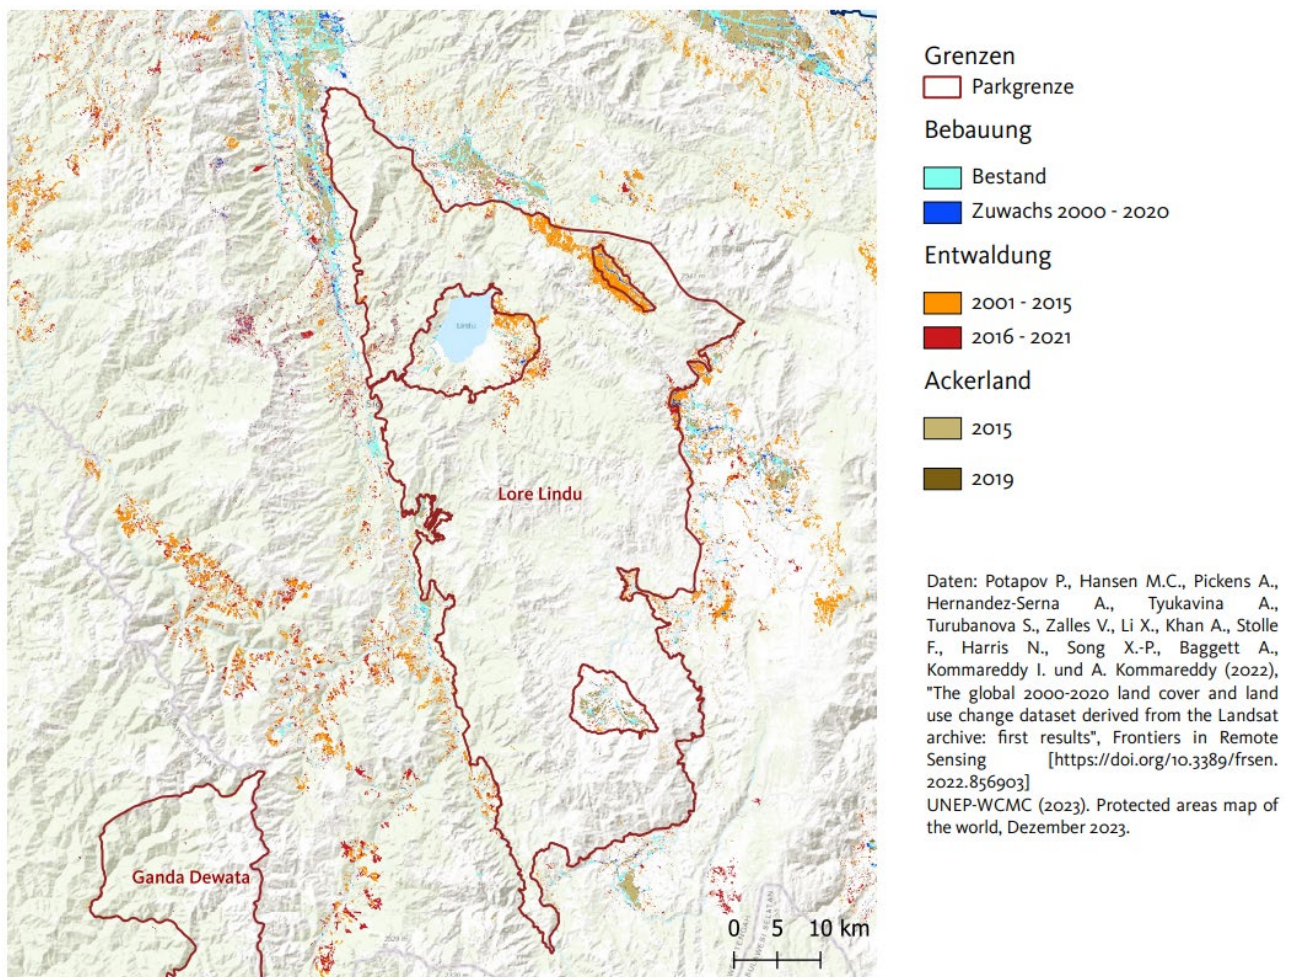 Lindu
Lore Lindu
Ganda Dewata
0 5 10 km
Grenzen
Parkgrenze
Bebauung
Bestand
Zuwachs 2000 - 2020
Entwaldung
2001 - 2015
2016 - 2021
Ackerland
2015
2019
Daten: Potapov P., Hansen M.C., Pickens A.,
Hernandez-Serna A., Tyukavina A.,
Turubanova S., Zalles V., Li X., Khan A., Stolle
F., Harris N., Song X.-P., Baggett A.,
Kommareddy I. und A. Kommareddy (2022),
"The global 2000-2020 land cover and land
use change dataset derived from the Landsat
archive: first results", Frontiers in Remote
Sensing [https://doi.org/10.3389/frsen.
2022.856903]
UNEP-WCMC (2023). Protected areas map of
the world, Dezember 2023.